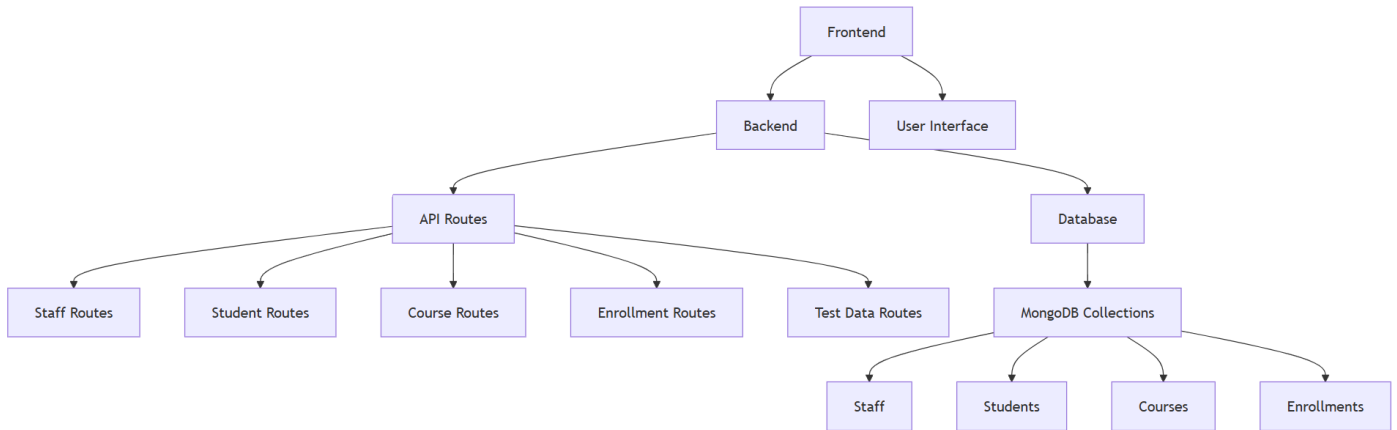 Frontend
Backend
User Interface
API Routes
Database
Staff Routes
Student Routes
Course Routes
Enrollment Routes
Test Data Routes
MongoDB Collections
Staff
Students
Courses
Enrollments